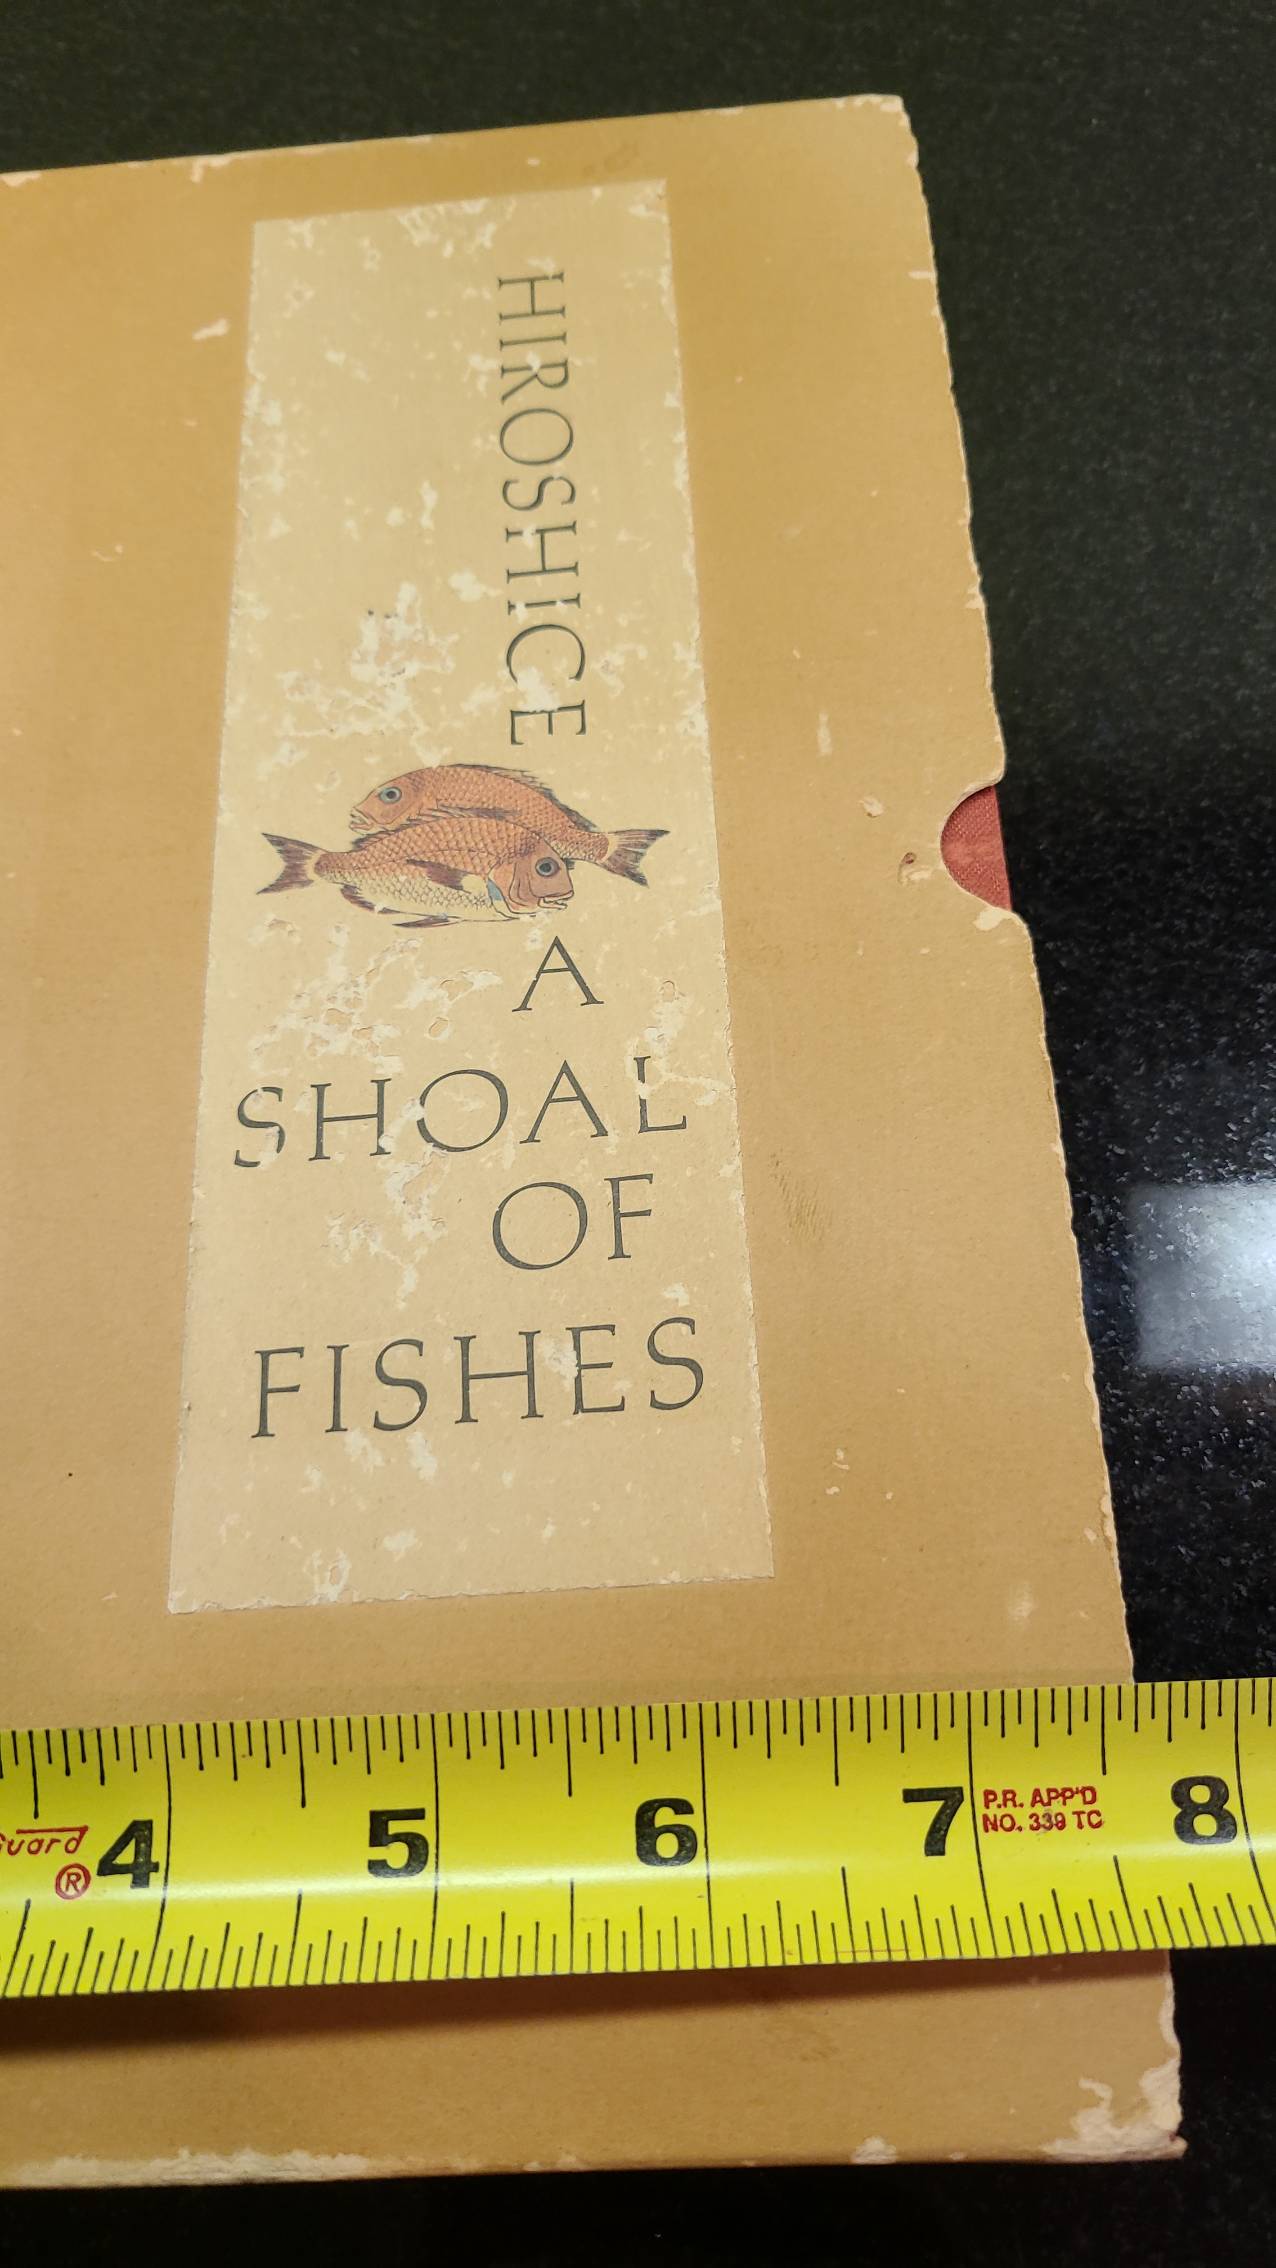 HIROSHIGE
A
SHOAL
OF
FISHES
4 5 6 7 8
uard
®
P.R. APP'D
NO. 339 TC